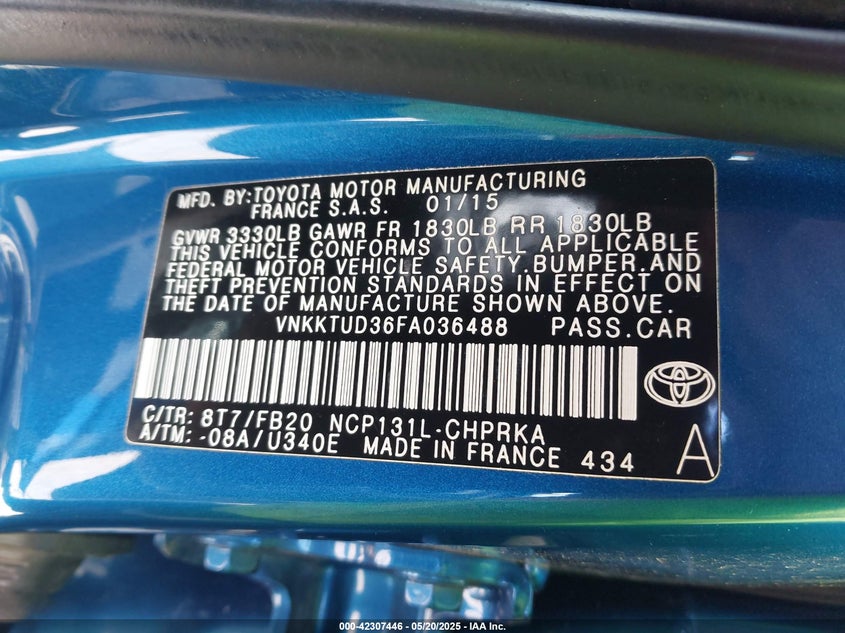 MFD. BY:TOYOTA MOTOR MANUFACTURING
FRANCE S.A.S. 01/15
GVWR 3330LB GAWR FR 1830LB RR 1830LB
THIS VEHICLE CONFORMS TO ALL APPLICABLE
FEDERAL MOTOR VEHICLE SAFETY,BUMPER,AND
THEFT PREVENTION STANDARDS IN EFFECT ON
THE DATE OF MANUFACTURE SHOWN ABOVE.
VNKKTUD36FA036488 PASS.CAR
C/TR: 8T7/FB20 NCP131L-CHPRKA
A/TM: -08A/U340E MADE IN FRANCE 434 A
000-42307446 - 05/20/2025 - IAA Inc.